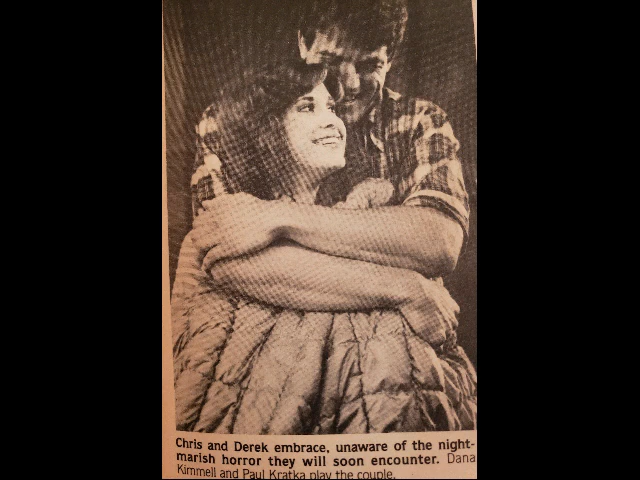 Chris and Derek embrace, unaware of the night-
marish horror they will soon encounter. Dana
Kimmell and Paul Kratka play the couple.